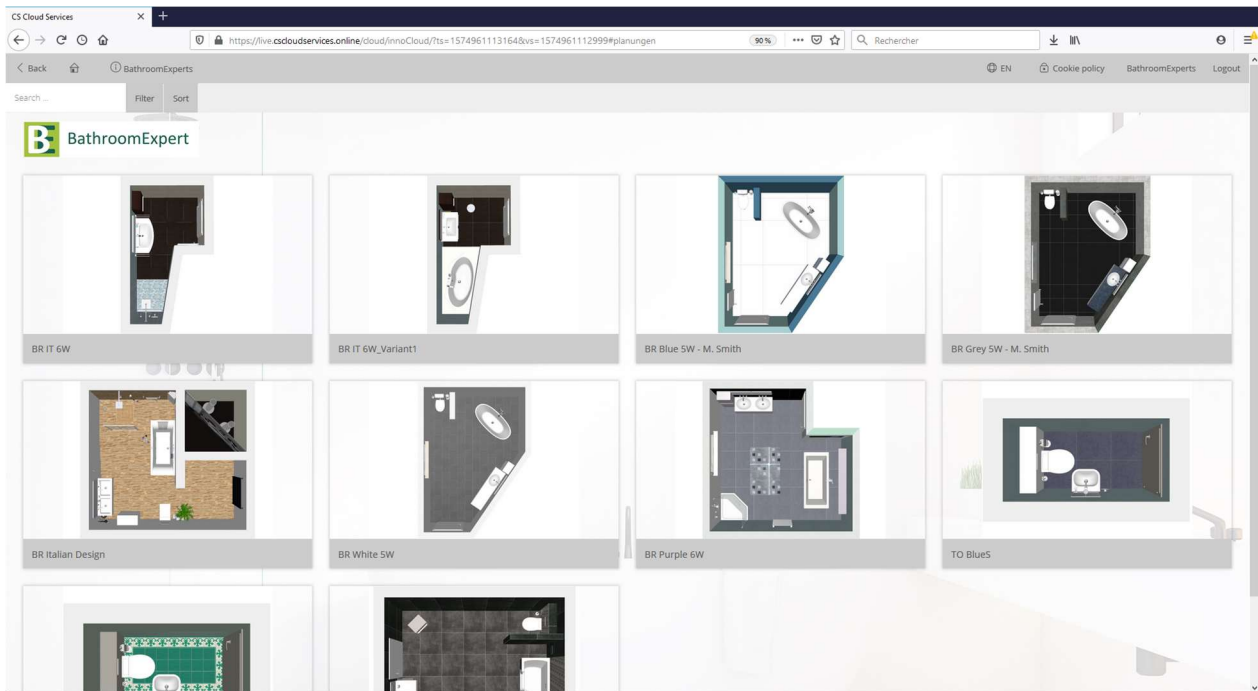 CS Cloud Services
https://live.cscloudservices.online/cloud/innoCloud/?ts=1574961113164&vs=1574961112999#planungen
90%
Rechercher
Back
BathroomExperts
EN
Cookie policy
BathroomExperts
Logout
Search ...
Filter
Sort
BE BathroomExpert
BR IT 6W
BR IT 6W_Variant1
BR Blue 5W - M. Smith
BR Grey 5W - M. Smith
BR Italian Design
BR White 5W
BR Purple 6W
TO BlueS